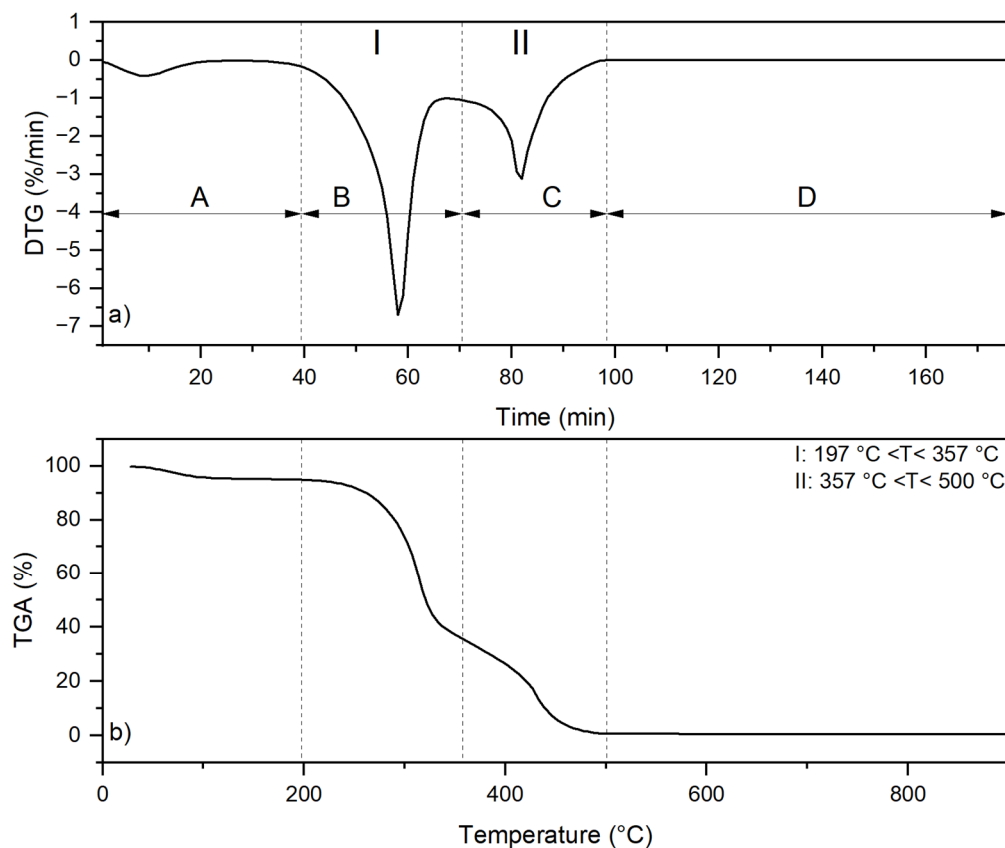 I
II
DTG (%/min)
1
0
−1
−2
−3
−4
−5
−6
−7
A
B
C
D
a)
20
40
60
80
100
120
140
160
Time (min)
I: 197 °C <T< 357 °C
II: 357 °C <T< 500 °C
TGA (%)
100
80
60
40
20
0
b)
0
200
400
600
800
Temperature (°C)